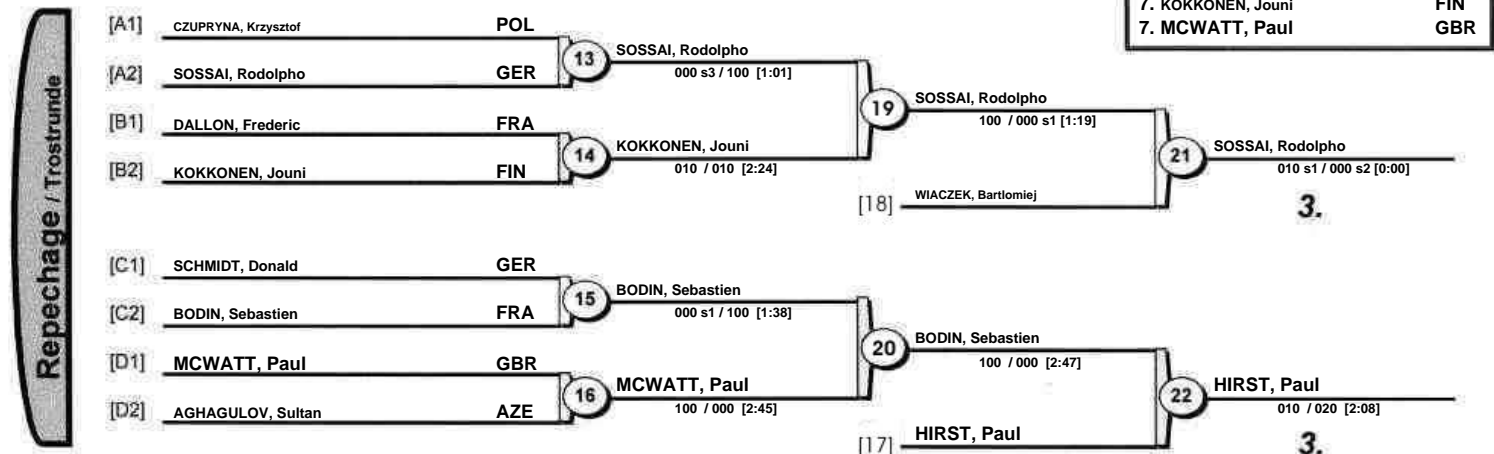 7. KOKKONEN, Jouni FIN
7. MCWATT, Paul GBR
Repechage / Trostrunde
[A1] CZUPRYNA, Krzysztof POL
[A2] SOSSAI, Rodolpho GER
13
SOSSAI, Rodolpho
000 s3 / 100 [1:01]
[B1] DALLON, Frederic FRA
[B2] KOKKONEN, Jouni FIN
14
KOKKONEN, Jouni
010 / 010 [2:24]
19
SOSSAI, Rodolpho
100 / 000 s1 [1:19]
[18] WIACZEK, Bartlomiej
21
SOSSAI, Rodolpho
010 s1 / 000 s2 [0:00]
3.
[C1] SCHMIDT, Donald GER
[C2] BODIN, Sebastien FRA
15
BODIN, Sebastien
000 s1 / 100 [1:38]
[D1] MCWATT, Paul GBR
[D2] AGHAGULOV, Sultan AZE
16
MCWATT, Paul
100 / 000 [2:45]
20
BODIN, Sebastien
100 / 000 [2:47]
[17] HIRST, Paul
22
HIRST, Paul
010 / 020 [2:08]
3.